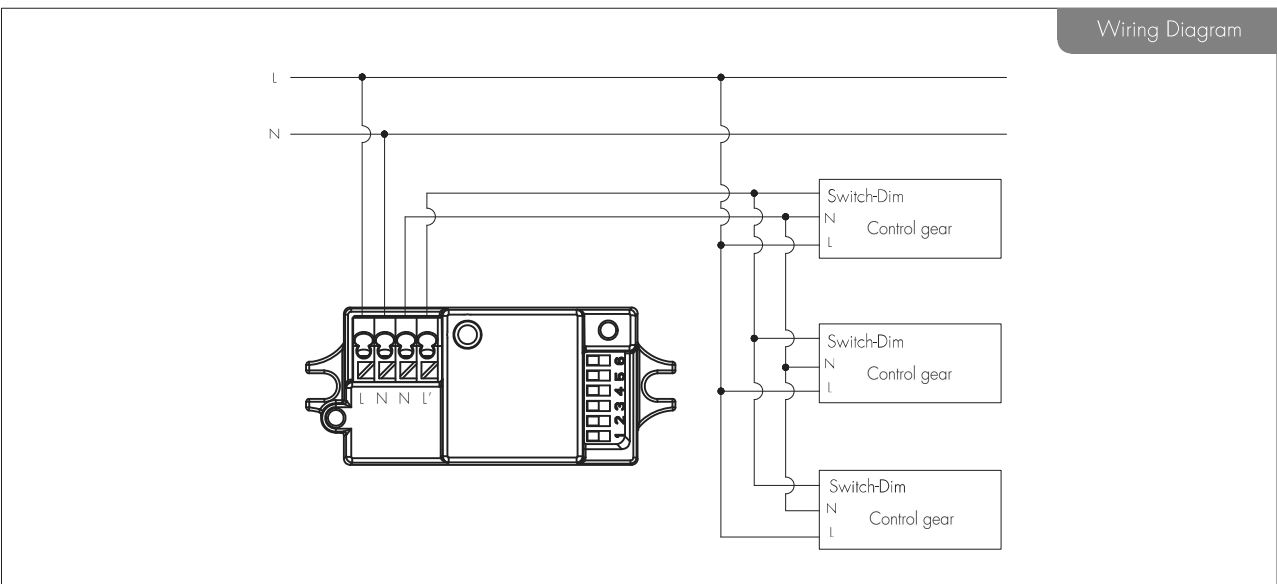 Wiring Diagram
L
N
Switch-Dim
N
Control gear
L
Switch-Dim
N
Control gear
L
L N N L'
6
5
4
3
2
1
Switch-Dim
N
Control gear
L